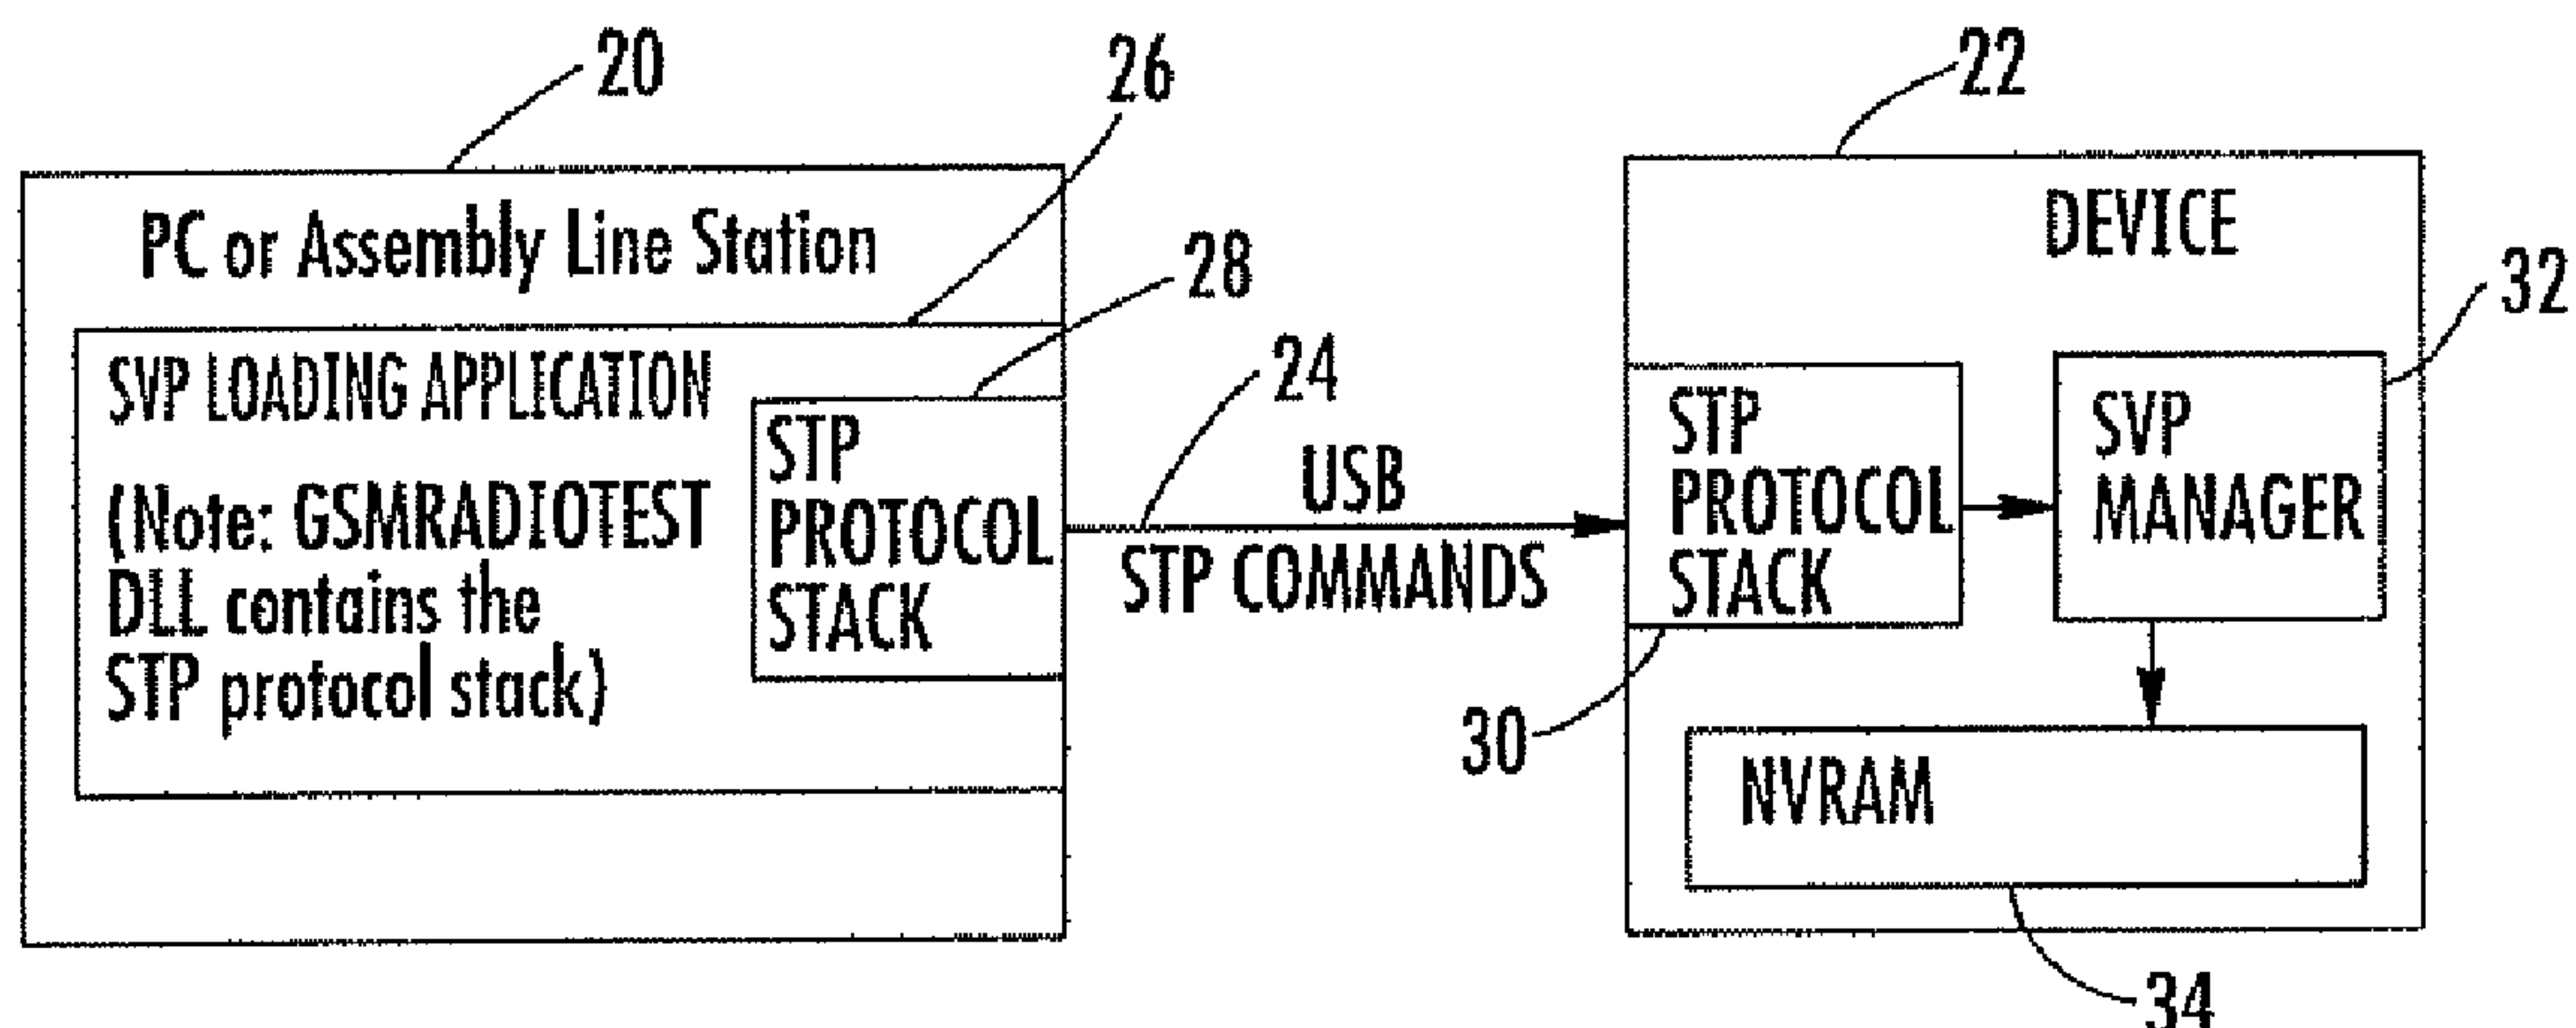 20
26
22
PC or Assembly Line Station
DEVICE
28
32
24
SVP LOADING APPLICATION
(Note: GSMRADIOTEST
DLL contains the
STP protocol stack)
STP
PROTOCOL
STACK
USB
STP COMMANDS
STP
PROTOCOL
STACK
SVP
MANAGER
30
NVRAM
34